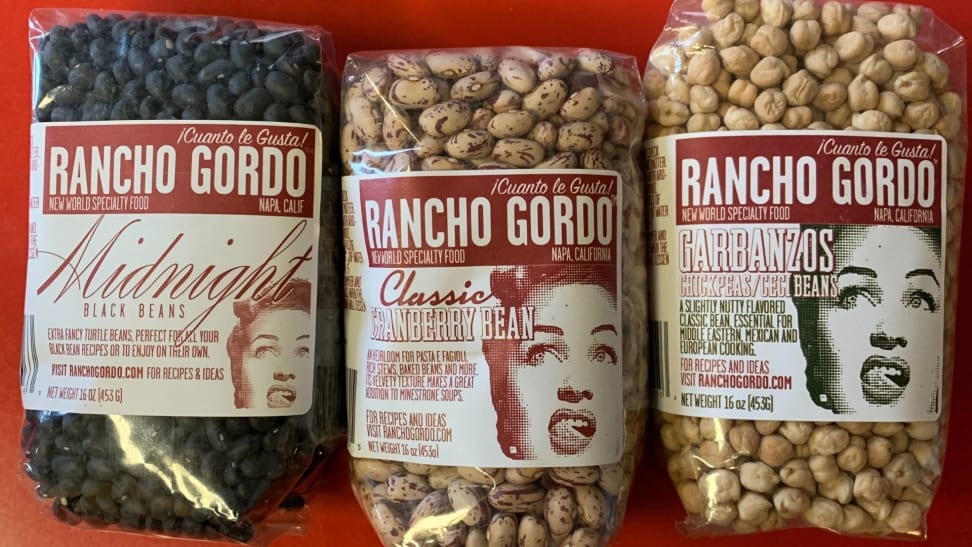 ¡Cuanto le Gusta!
RANCHO GORDO
NEW WORLD SPECIALTY FOOD NAPA, CALIF
Midnight
BLACK BEANS
EXTRA FANCY TURTLE BEANS, PERFECT FOR ALL YOUR
BLACK BEAN RECIPES OR TO ENJOY ON THEIR OWN.
VISIT RANCHOGORDO.COM FOR RECIPES & IDEAS
NET WEIGHT 16 OZ (453 G)
¡Cuanto le Gusta!
RANCHO GORDO
NEW WORLD SPECIALTY FOOD NAPA, CALIFORNIA
Classic
CRANBERRY BEAN
AN HEIRLOOM FOR PASTA E FAGIOLI,
RICH STEWS, BAKED BEANS AND MORE.
VELVETY TEXTURE MAKES A GREAT
ADDITION TO MINESTRONE SOUPS.
FOR RECIPES AND IDEAS
VISIT RANCHOGORDO.COM
NET WEIGHT 16 oz (453g)
¡Cuanto le Gusta!
RANCHO GORDO
NEW WORLD SPECIALTY FOOD NAPA, CALIFORNIA
GARBANZOS
CHICKPEAS/CECI BEANS
A SLIGHTLY NUTTY FLAVORED
CLASSIC BEAN, ESSENTIAL FOR
MIDDLE EASTERN, MEXICAN AND
EUROPEAN COOKING.
FOR RECIPES AND IDEAS
VISIT RANCHOGORDO.COM
NET WEIGHT 16 oz (453G)